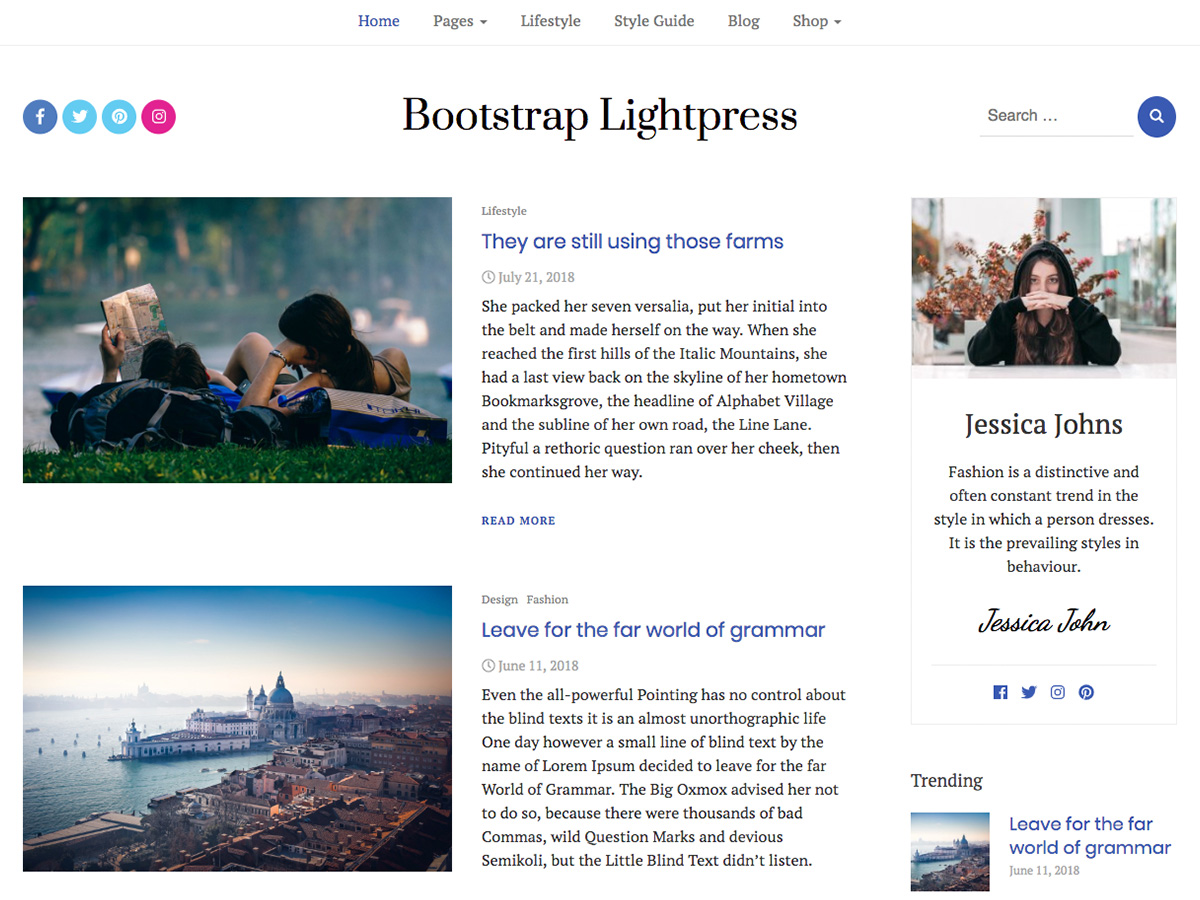 Home Pages Lifestyle Style Guide Blog Shop
Bootstrap Lightpress
Search …
Lifestyle
They are still using those farms
July 21, 2018
She packed her seven versalia, put her initial into
the belt and made herself on the way. When she
reached the first hills of the Italic Mountains, she
had a last view back on the skyline of her hometown
Bookmarksgrove, the headline of Alphabet Village
and the subline of her own road, the Line Lane.
Pityful a rethoric question ran over her cheek, then
she continued her way.
READ MORE
Design Fashion
Leave for the far world of grammar
June 11, 2018
Even the all-powerful Pointing has no control about
the blind texts it is an almost unorthographic life
One day however a small line of blind text by the
name of Lorem Ipsum decided to leave for the far
World of Grammar. The Big Oxmox advised her not
to do so, because there were thousands of bad
Commas, wild Question Marks and devious
Semikoli, but the Little Blind Text didn’t listen.
Jessica Johns
Fashion is a distinctive and
often constant trend in the
style in which a person dresses.
It is the prevailing styles in
behaviour.
Jessica John
Trending
Leave for the far
world of grammar
June 11, 2018